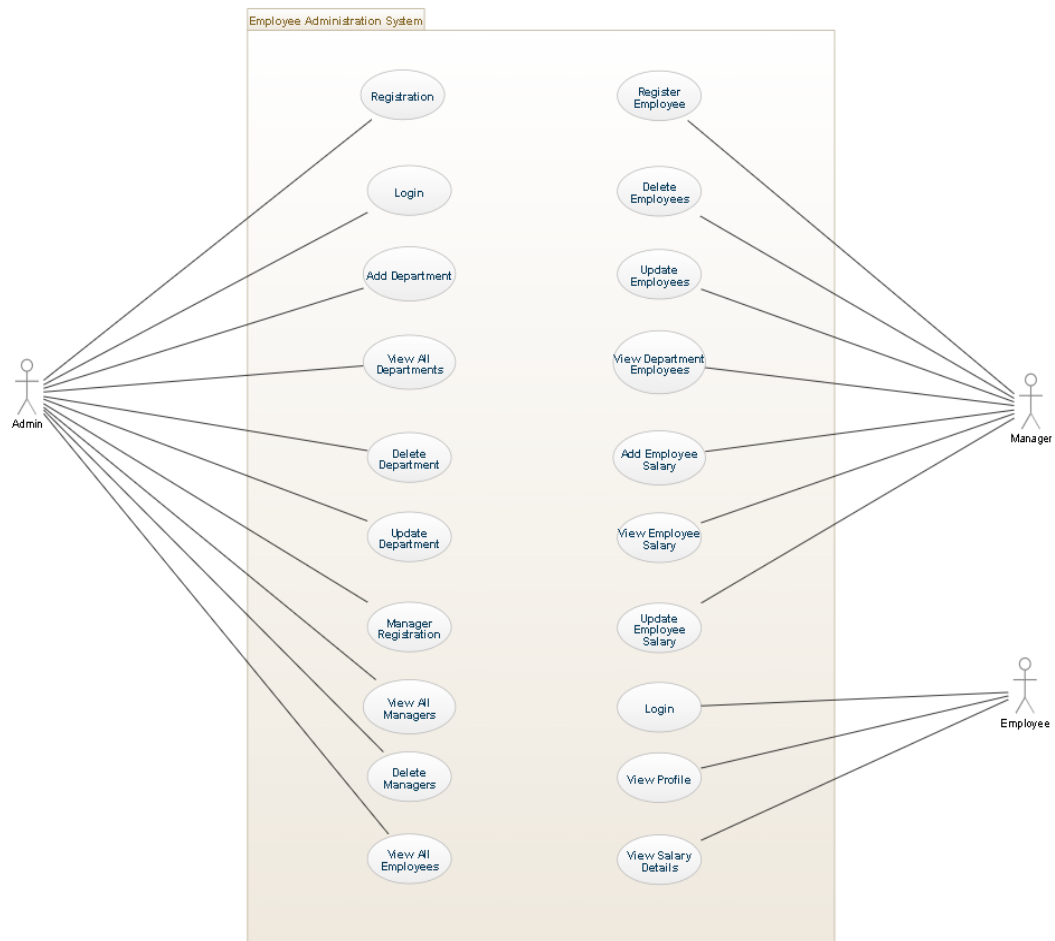 Employee Administration System
Registration
Register
Employee
Login
Delete
Employees
Add Department
Update
Employees
View All
Departments
View Department
Employees
Admin
Manager
Delete
Department
Add Employee
Salary
Update
Department
View Employee
Salary
Manager
Registration
Update
Employee
Salary
View All
Managers
Login
Employee
Delete
Managers
View Profile
View All
Employees
View Salary
Details